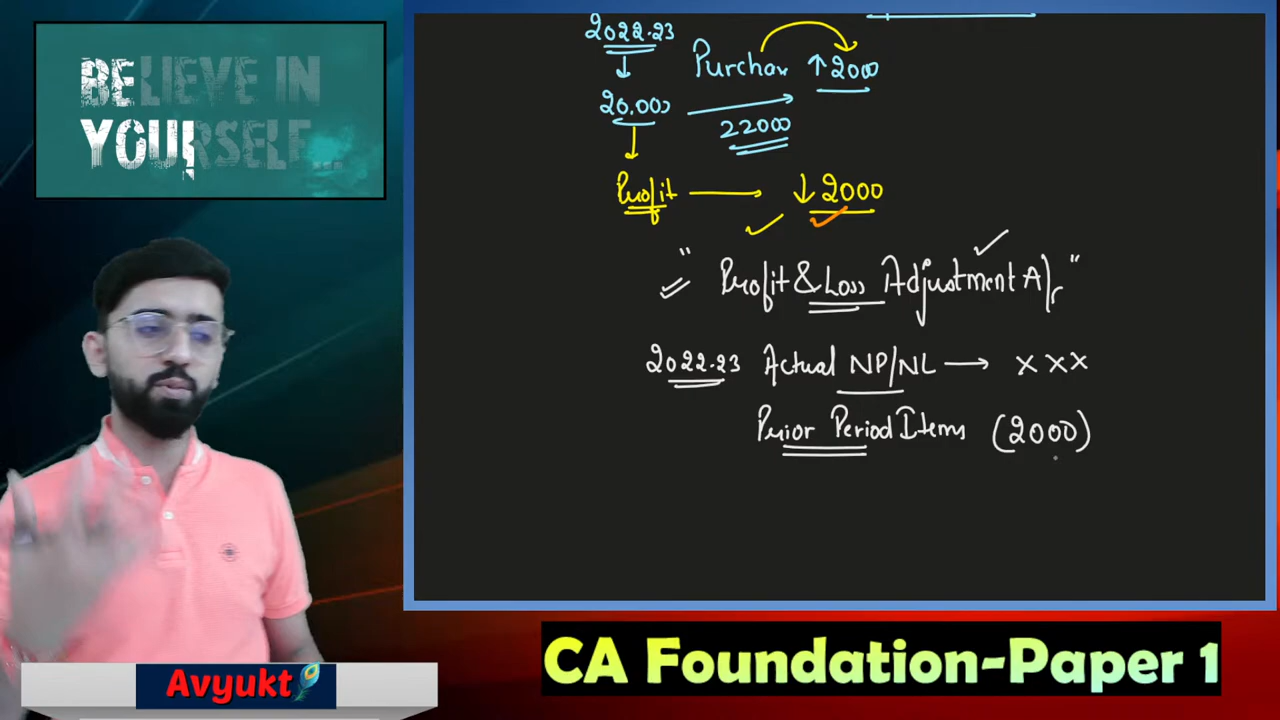 BELIEVE IN
YOURSELF...
2022-23
Purchase ↑2000
20,000
22000
Profit ↓ 2000
"Profit & Loss Adjustment A/c"
2022-23 Actual NP/NL → XXX
Prior Period Items (2000)
Avyukt
CA Foundation-Paper 1